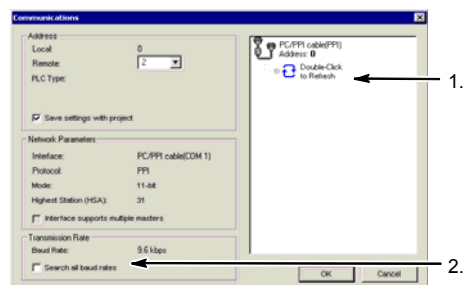 Communications
Address
Local: 0
Remote: 2
PLC Type:
Save settings with project
Network Parameters
Interface: PC/PPI cable(COM 1)
Protocol: PPI
Mode: 11-bit
Highest Station (HSA): 31
Interface supports multiple masters
Transmission Rate
Baud Rate: 9.6 kbps
Search all baud rates
PC/PPI cable(PPI)
Address: 0
Double-Click
to Refresh
1.
2.
OK Cancel